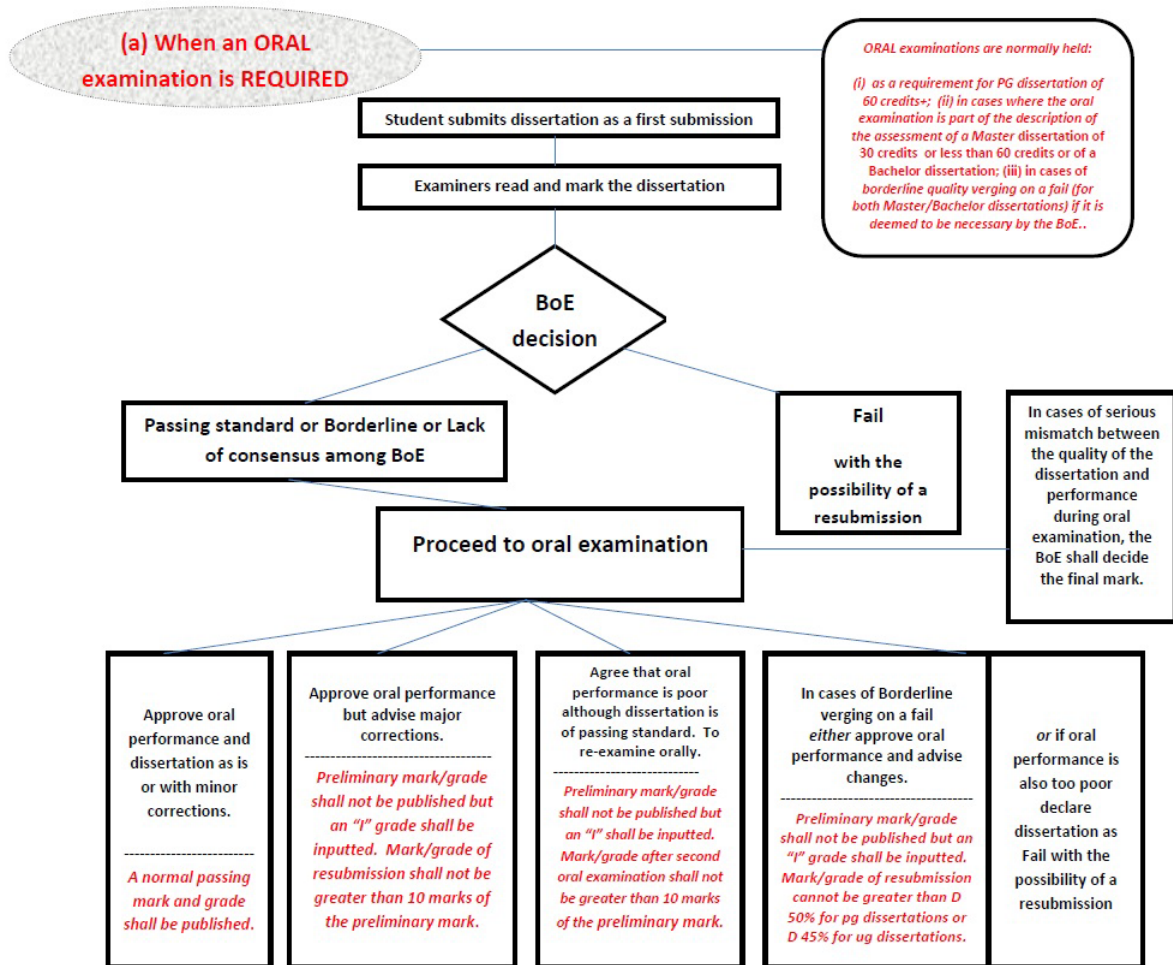 (a) When an ORAL
examination is REQUIRED
ORAL examinations are normally held:
(i) as a requirement for PG dissertation of
60 credits+; (ii) in cases where the oral
examination is part of the description of
the assessment of a Master dissertation of
30 credits or less than 60 credits or of a
Bachelor dissertation; (iii) in cases of
borderline quality verging on a fail (for
both Master/Bachelor dissertations) if it is
deemed to be necessary by the BoE..
Student submits dissertation as a first submission
Examiners read and mark the dissertation
BoE
decision
Passing standard or Borderline or Lack
of consensus among BoE
Fail
with the
possibility of a
resubmission
In cases of serious
mismatch between
the quality of the
dissertation and
performance
during oral
examination, the
BoE shall decide
the final mark.
Proceed to oral examination
Approve oral
performance and
dissertation as is
or with minor
corrections.
--------------------------
A normal passing
mark and grade
shall be published.
Approve oral performance
but advise major
corrections.
--------------------------------------
Preliminary mark/grade
shall not be published but
an “I” grade shall be
inputted. Mark/grade of
resubmission shall not be
greater than 10 marks of
the preliminary mark.
Agree that oral
performance is poor
although dissertation is
of passing standard. To
re-examine orally.
------------------------------
Preliminary mark/grade
shall not be published but
an “I” shall be inputted.
Mark/grade after second
oral examination shall not
be greater than 10 marks
of the preliminary mark.
In cases of Borderline
verging on a fail
either approve oral
performance and advise
changes.
---------------------------------------
Preliminary mark/grade
shall not be published but an
“I” grade shall be inputted.
Mark/grade of resubmission
cannot be greater than D
50% for pg dissertations or
D 45% for ug dissertations.
or if oral
performance is
also too poor
declare
dissertation as
Fail with the
possibility of a
resubmission